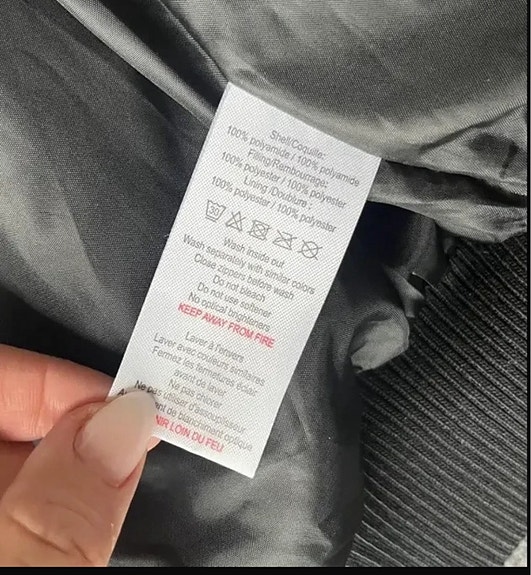 Shell/Coquille:
100% polyamide / 100% polyamide
Filling/Rembourrage:
100% polyester / 100% polyester
Lining /Doublure :
100% polyester / 100% polyester
30
Wash inside out
Wash separately with similar colors
Close zippers before wash
Do not bleach
Do not use softener
No optical brighteners
KEEP AWAY FROM FIRE
Laver à l'envers
Laver avec couleurs similaires
Fermez les fermetures éclair
avant de laver
Ne pas chlorer
Ne pas utiliser d'assouplisseur
de blanchiment optique
LOIN DU FEU